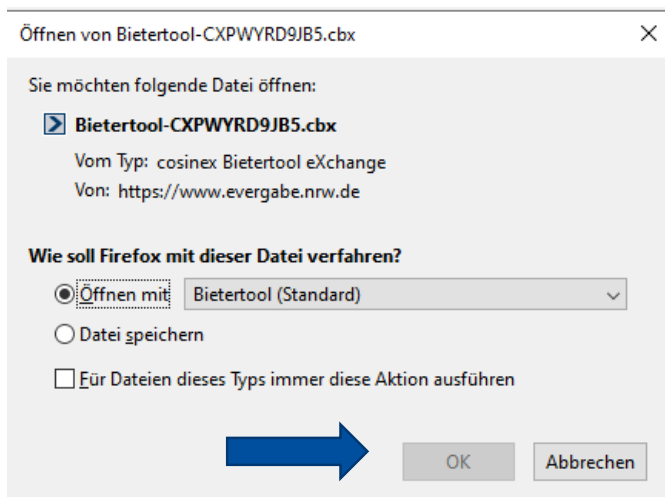 Öffnen von Bietertool-CXPWYRD9JB5.cbx
Sie möchten folgende Datei öffnen:
Bietertool-CXPWYRD9JB5.cbx
Vom Typ: cosinex Bietertool eXchange
Von: https://www.evergabe.nrw.de
Wie soll Firefox mit dieser Datei verfahren?
Öffnen mit Bietertool (Standard)
Datei speichern
Für Dateien dieses Typs immer diese Aktion ausführen
OK Abbrechen